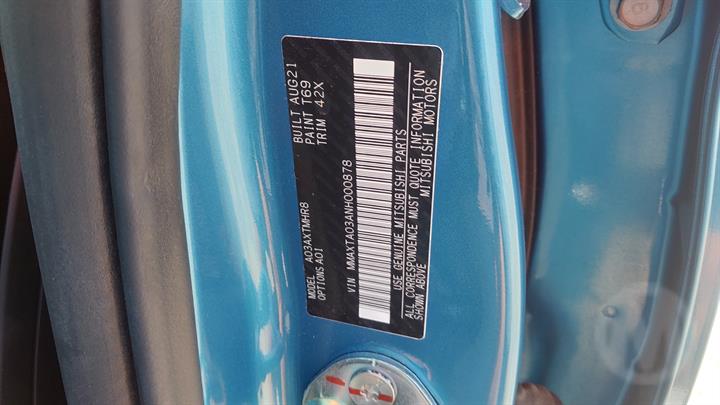 MODEL A03AXTMHR8 BUILT AUG21
OPTIONS A01 PAINT T69
TRIM 42X
VIN MMAXTA03ANH000878
USE GENUINE MITSUBISHI PARTS
ALL CORRESPONDENCE MUST QUOTE INFORMATION
SHOWN ABOVE MITSUBISHI MOTORS
8
M